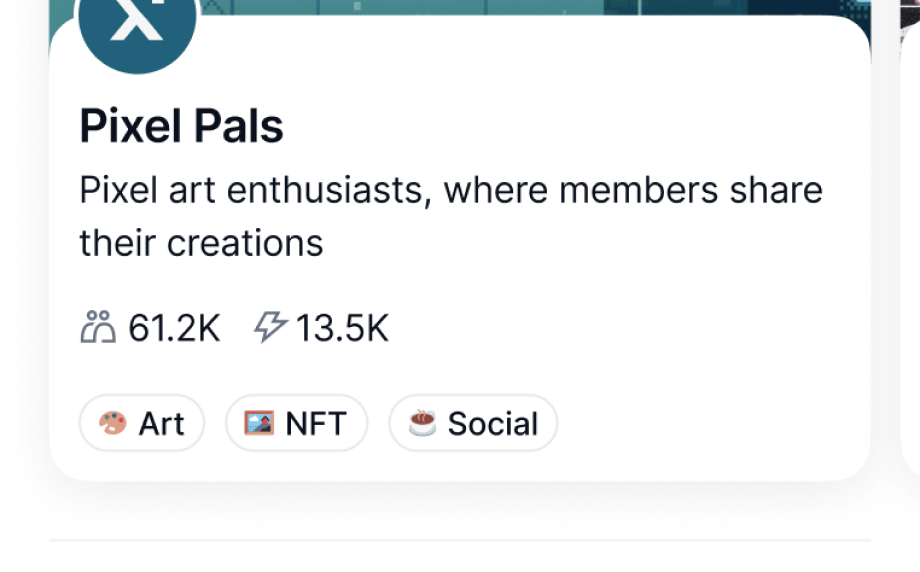 Pixel Pals
Pixel art enthusiasts, where members share
their creations
61.2K 13.5K
Art NFT Social